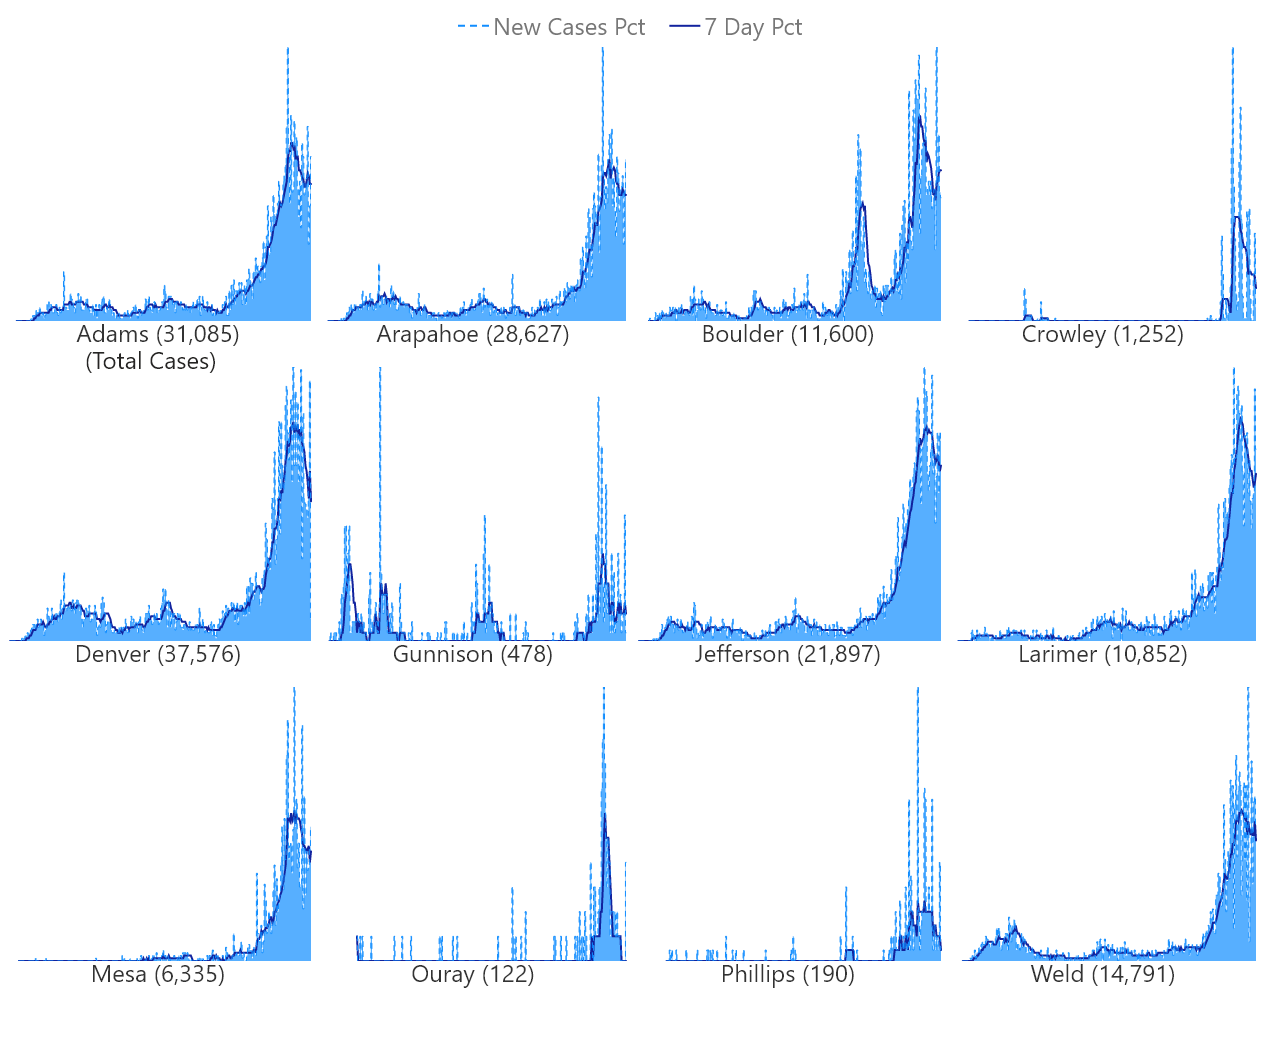 New Cases Pct 7 Day Pct
Adams (31,085) Arapahoe (28,627) Boulder (11,600) Crowley (1,252)
(Total Cases)
Denver (37,576) Gunnison (478) Jefferson (21,897) Larimer (10,852)
Mesa (6,335) Ouray (122) Phillips (190) Weld (14,791)